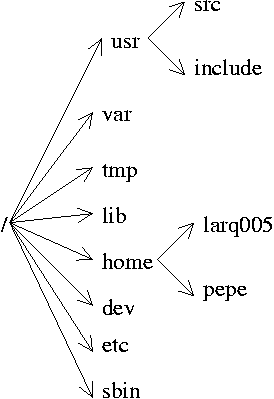 src
usr
include
var
tmp
lib
/
larq005
home
pepe
dev
etc
sbin